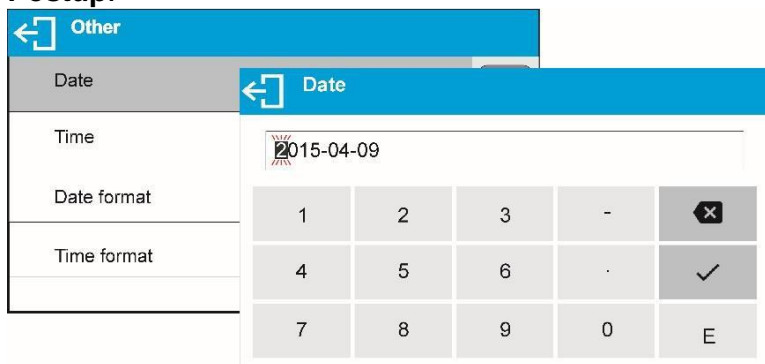 Other
Date
Time
Date format
Time format
Date
2015-04-09
1 2 3 -
4 5 6 .
7 8 9 0 E